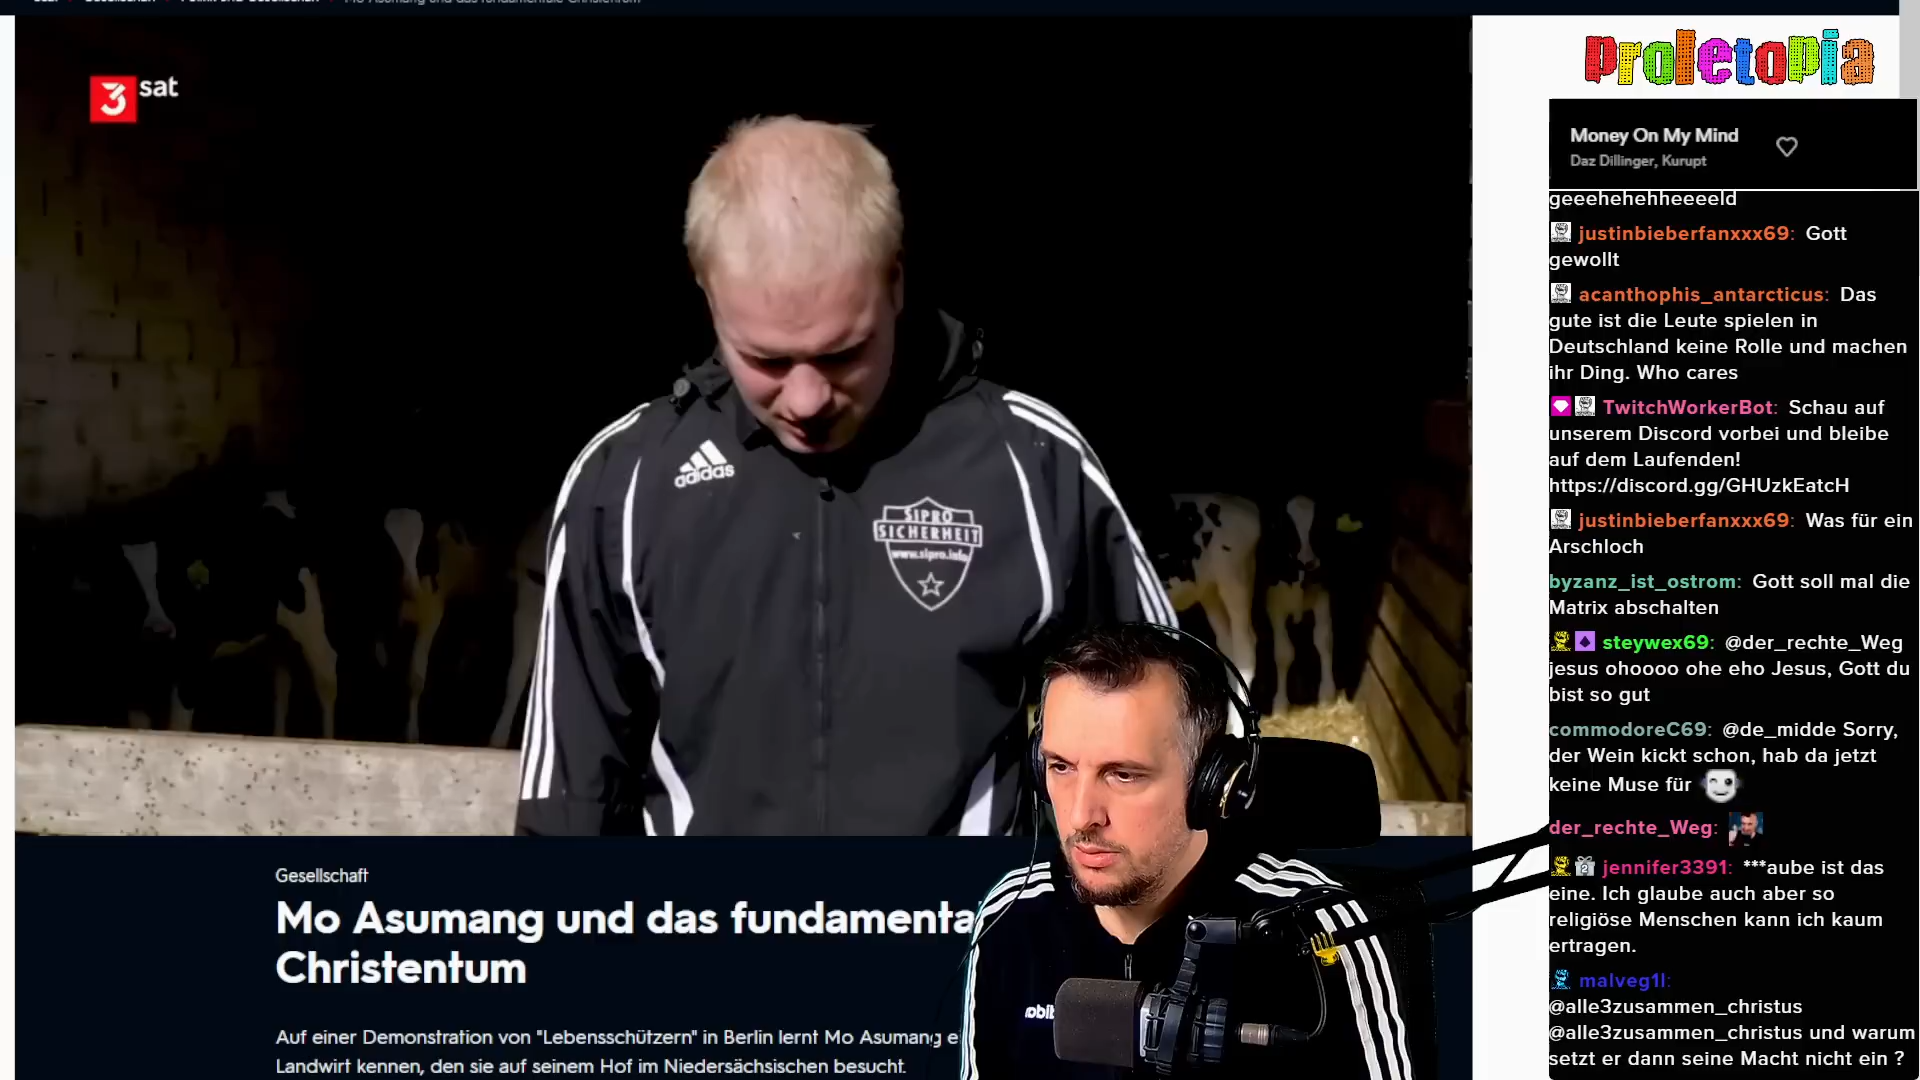 Mo Asumang und das fundamentale Christentum
3sat
adidas
SIPRO
SICHERHEIT
www.sipro.info
Gesellschaft
Mo Asumang und das fundamenta
Christentum
Auf einer Demonstration von "Lebensschützern" in Berlin lernt Mo Asumang e
Landwirt kennen, den sie auf seinem Hof im Niedersächsischen besucht.
proletopia
Money On My Mind
Daz Dillinger, Kurupt
geeehehehheeeeld
justinbieberfanxxx69: Gott
gewollt
acanthophis_antarcticus: Das
gute ist die Leute spielen in
Deutschland keine Rolle und machen
ihr Ding. Who cares
TwitchWorkerBot: Schau auf
unserem Discord vorbei und bleibe
auf dem Laufenden!
https://discord.gg/GHUzkEatcH
justinbieberfanxxx69: Was für ein
Arschloch
byzanz_ist_ostrom: Gott soll mal die
Matrix abschalten
steywex69: @der_rechte_Weg
jesus ohoooo ohe eho Jesus, Gott du
bist so gut
commodoreC69: @de_midde Sorry,
der Wein kickt schon, hab da jetzt
keine Muse für
der_rechte_Weg:
jennifer3391: ***aube ist das
eine. Ich glaube auch aber so
religiöse Menschen kann ich kaum
ertragen.
malveg1l:
@alle3zusammen_christus
@alle3zusammen_christus und warum
setzt er dann seine Macht nicht ein ?